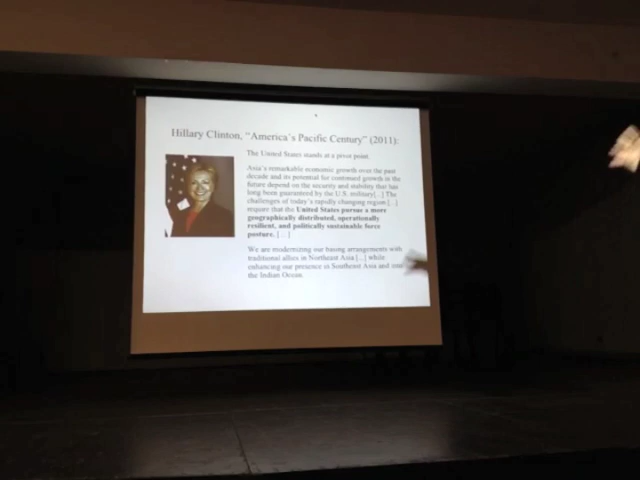 Hillary Clinton, "America´s Pacific Century" (2011):
The United States stands at a pivot point.
Asia´s remarkable economic growth over the past
decade and its potential for continued growth in the
future depend on the security and stability that has
long been guaranteed by the U.S. military[...] The
challenges of today´s rapidly changing region [...]
require that the United States pursue a more
geographically distributed, operationally
resilient, and politically sustainable force
posture. [...]
We are modernizing our basing arrangements with
traditional allies in Northeast Asia [...] while
enhancing our presence in Southeast Asia and
the Indian Ocean.